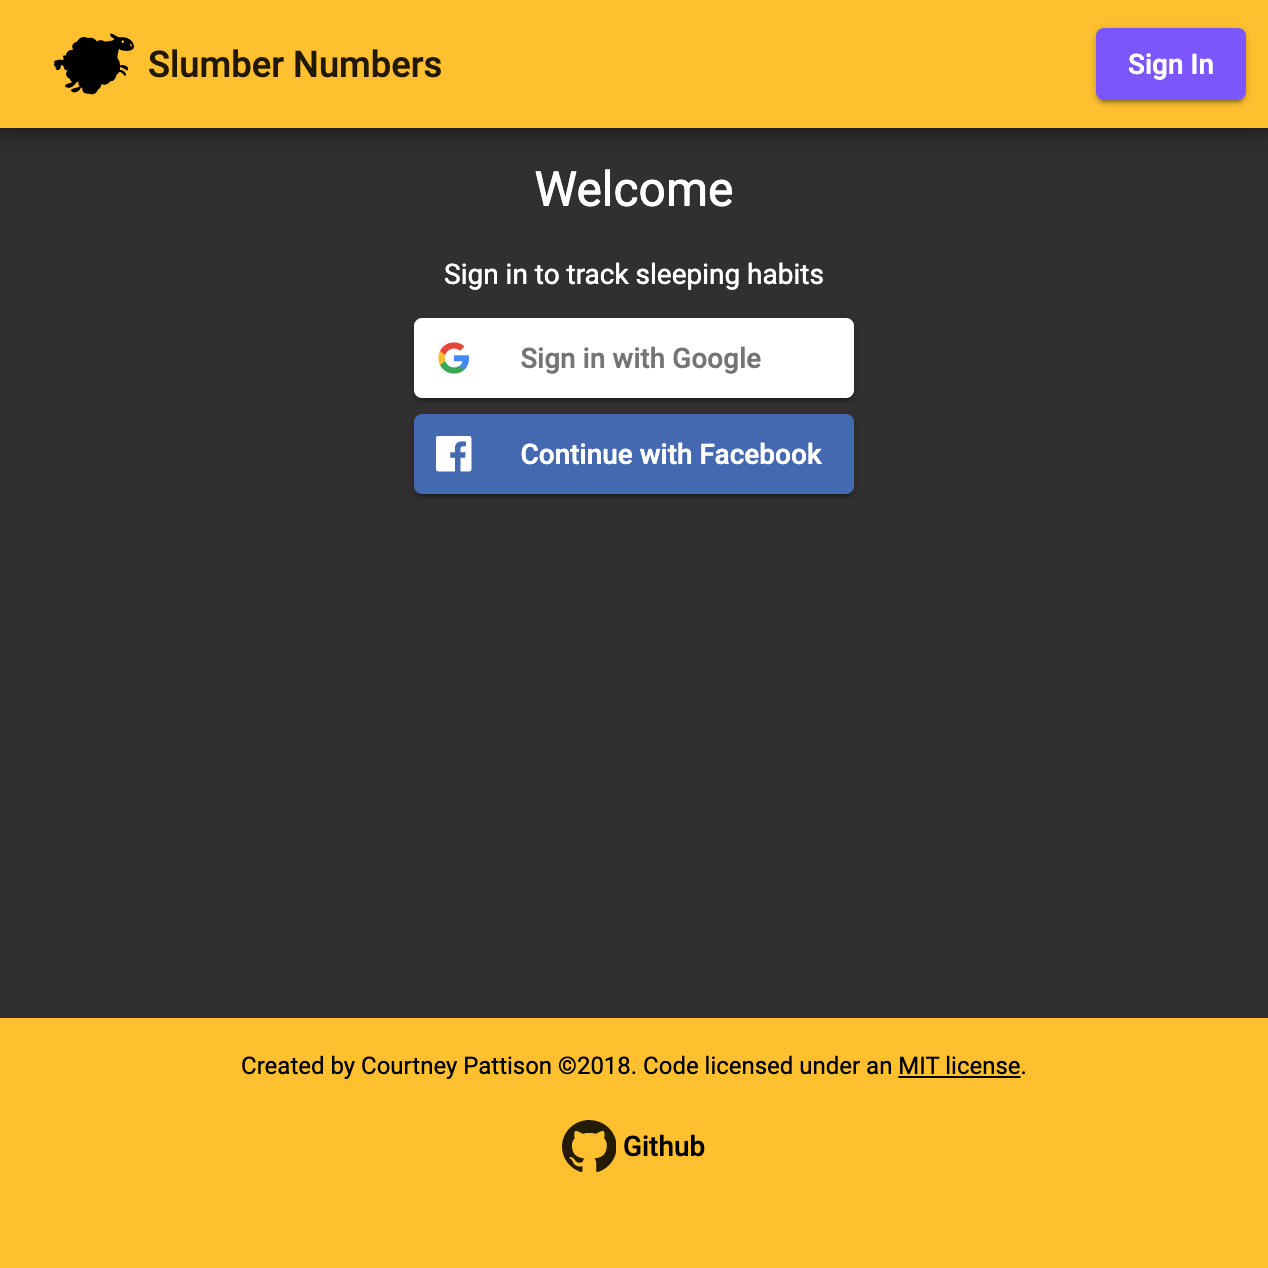 Slumber Numbers
Sign In
Welcome
Sign in to track sleeping habits
Sign in with Google
Continue with Facebook
Created by Courtney Pattison ©2018. Code licensed under an MIT license.
Github